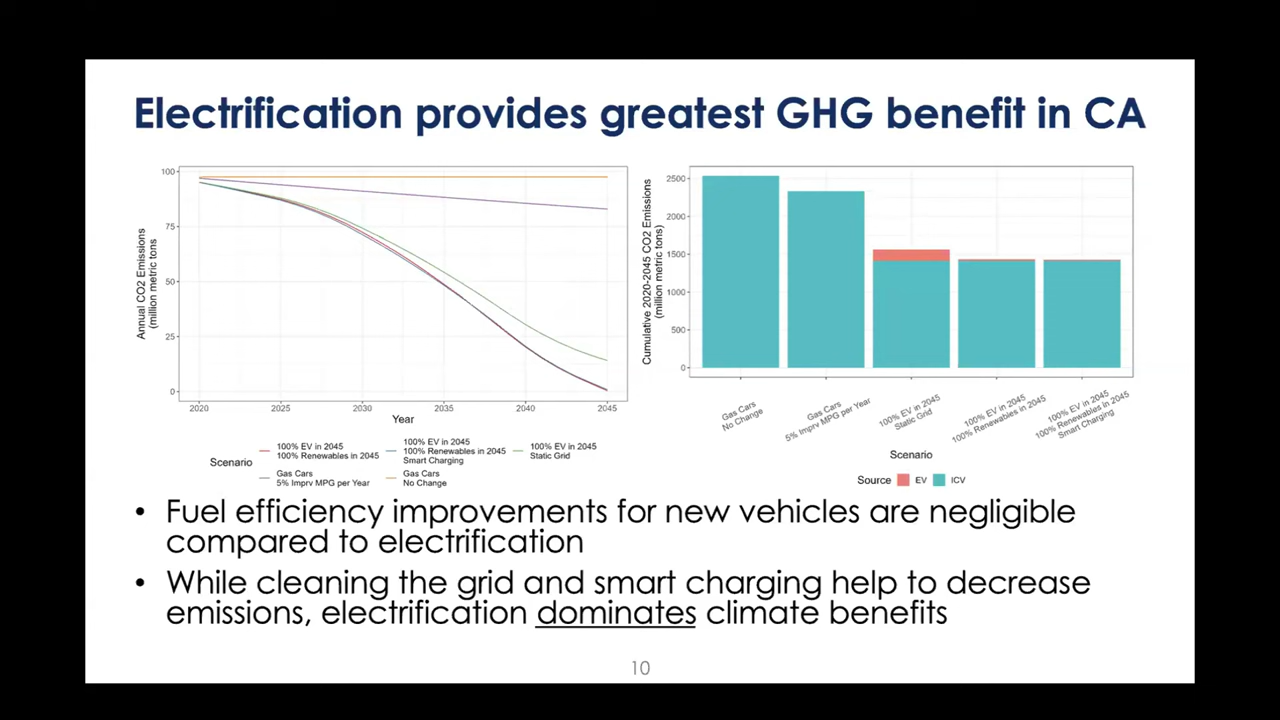 Electrification provides greatest GHG benefit in CA
100
75
50
25
0
Annual CO2 Emissions
(million metric tons
2020
2025
2030
2035
2040
2045
Year
Scenario
100% EV in 2045
100% Renewables in 2045
100% EV in 2045
100% Renewables in 2045
Smart Charging
100% EV in 2045
Static Grid
Gas Cars
5% Imprv MPG per Year
Gas Cars
No Change
2500
2000
1500
1000
500
0
Cumulative 2020-2045 CO2 Emissions
(million metric tons)
Gas Cars
No Change
Gas Cars
5% Imprv MPG per Year
100% EV in 2045
Static Grid
100% EV in 2045
100% Renewables in 2045
100% EV in 2045
100% Renewables in 2045
Smart Charging
Scenario
Source EV ICV
• Fuel efficiency improvements for new vehicles are negligible
compared to electrification
• While cleaning the grid and smart charging help to decrease
emissions, electrification dominates climate benefits
10